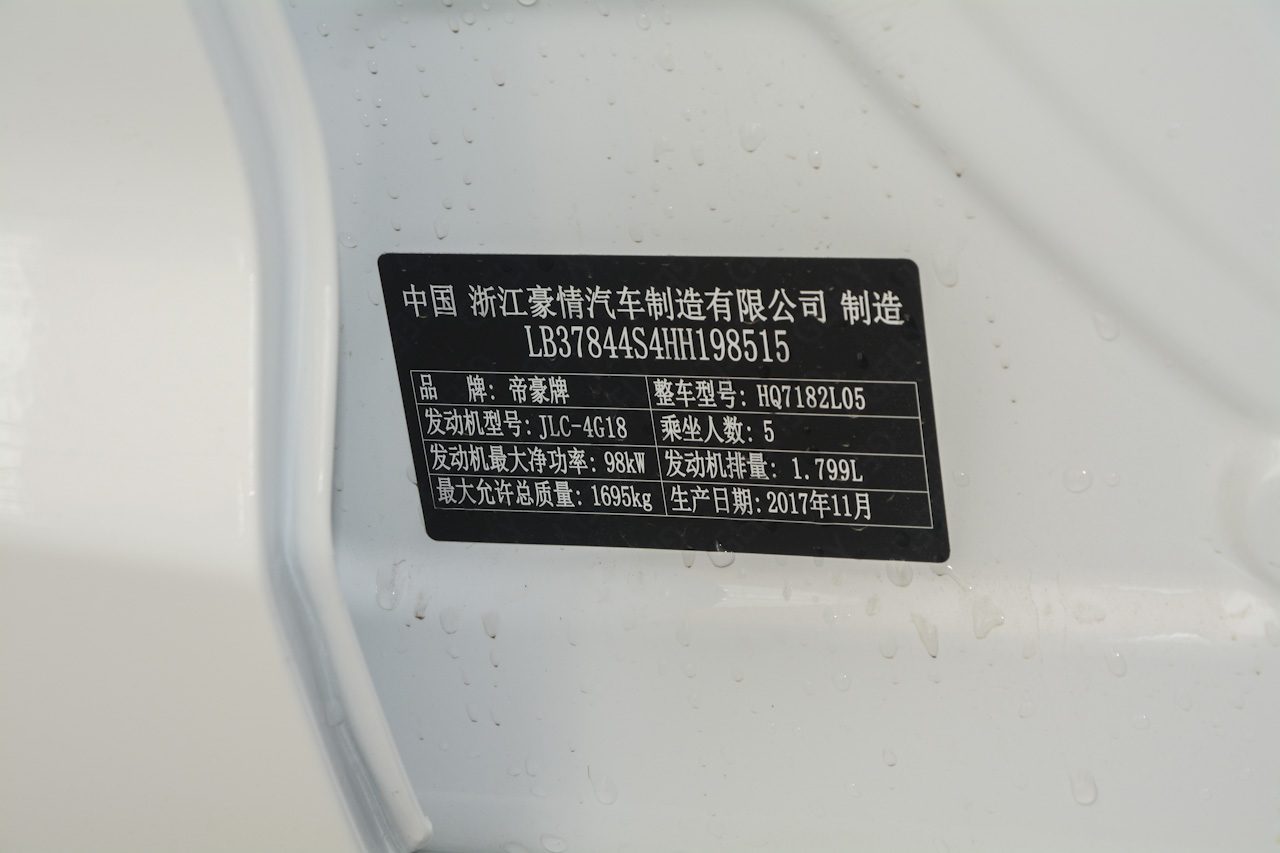 中国 浙江豪情汽车制造有限公司 制造
LB37844S4HH198515
品 牌: 帝豪牌 整车型号: HQ7182L05
发动机型号: JLC-4G18 乘坐人数: 5
发动机最大净功率: 98kW 发动机排量: 1.799L
最大允许总质量: 1695kg 生产日期: 2017年11月